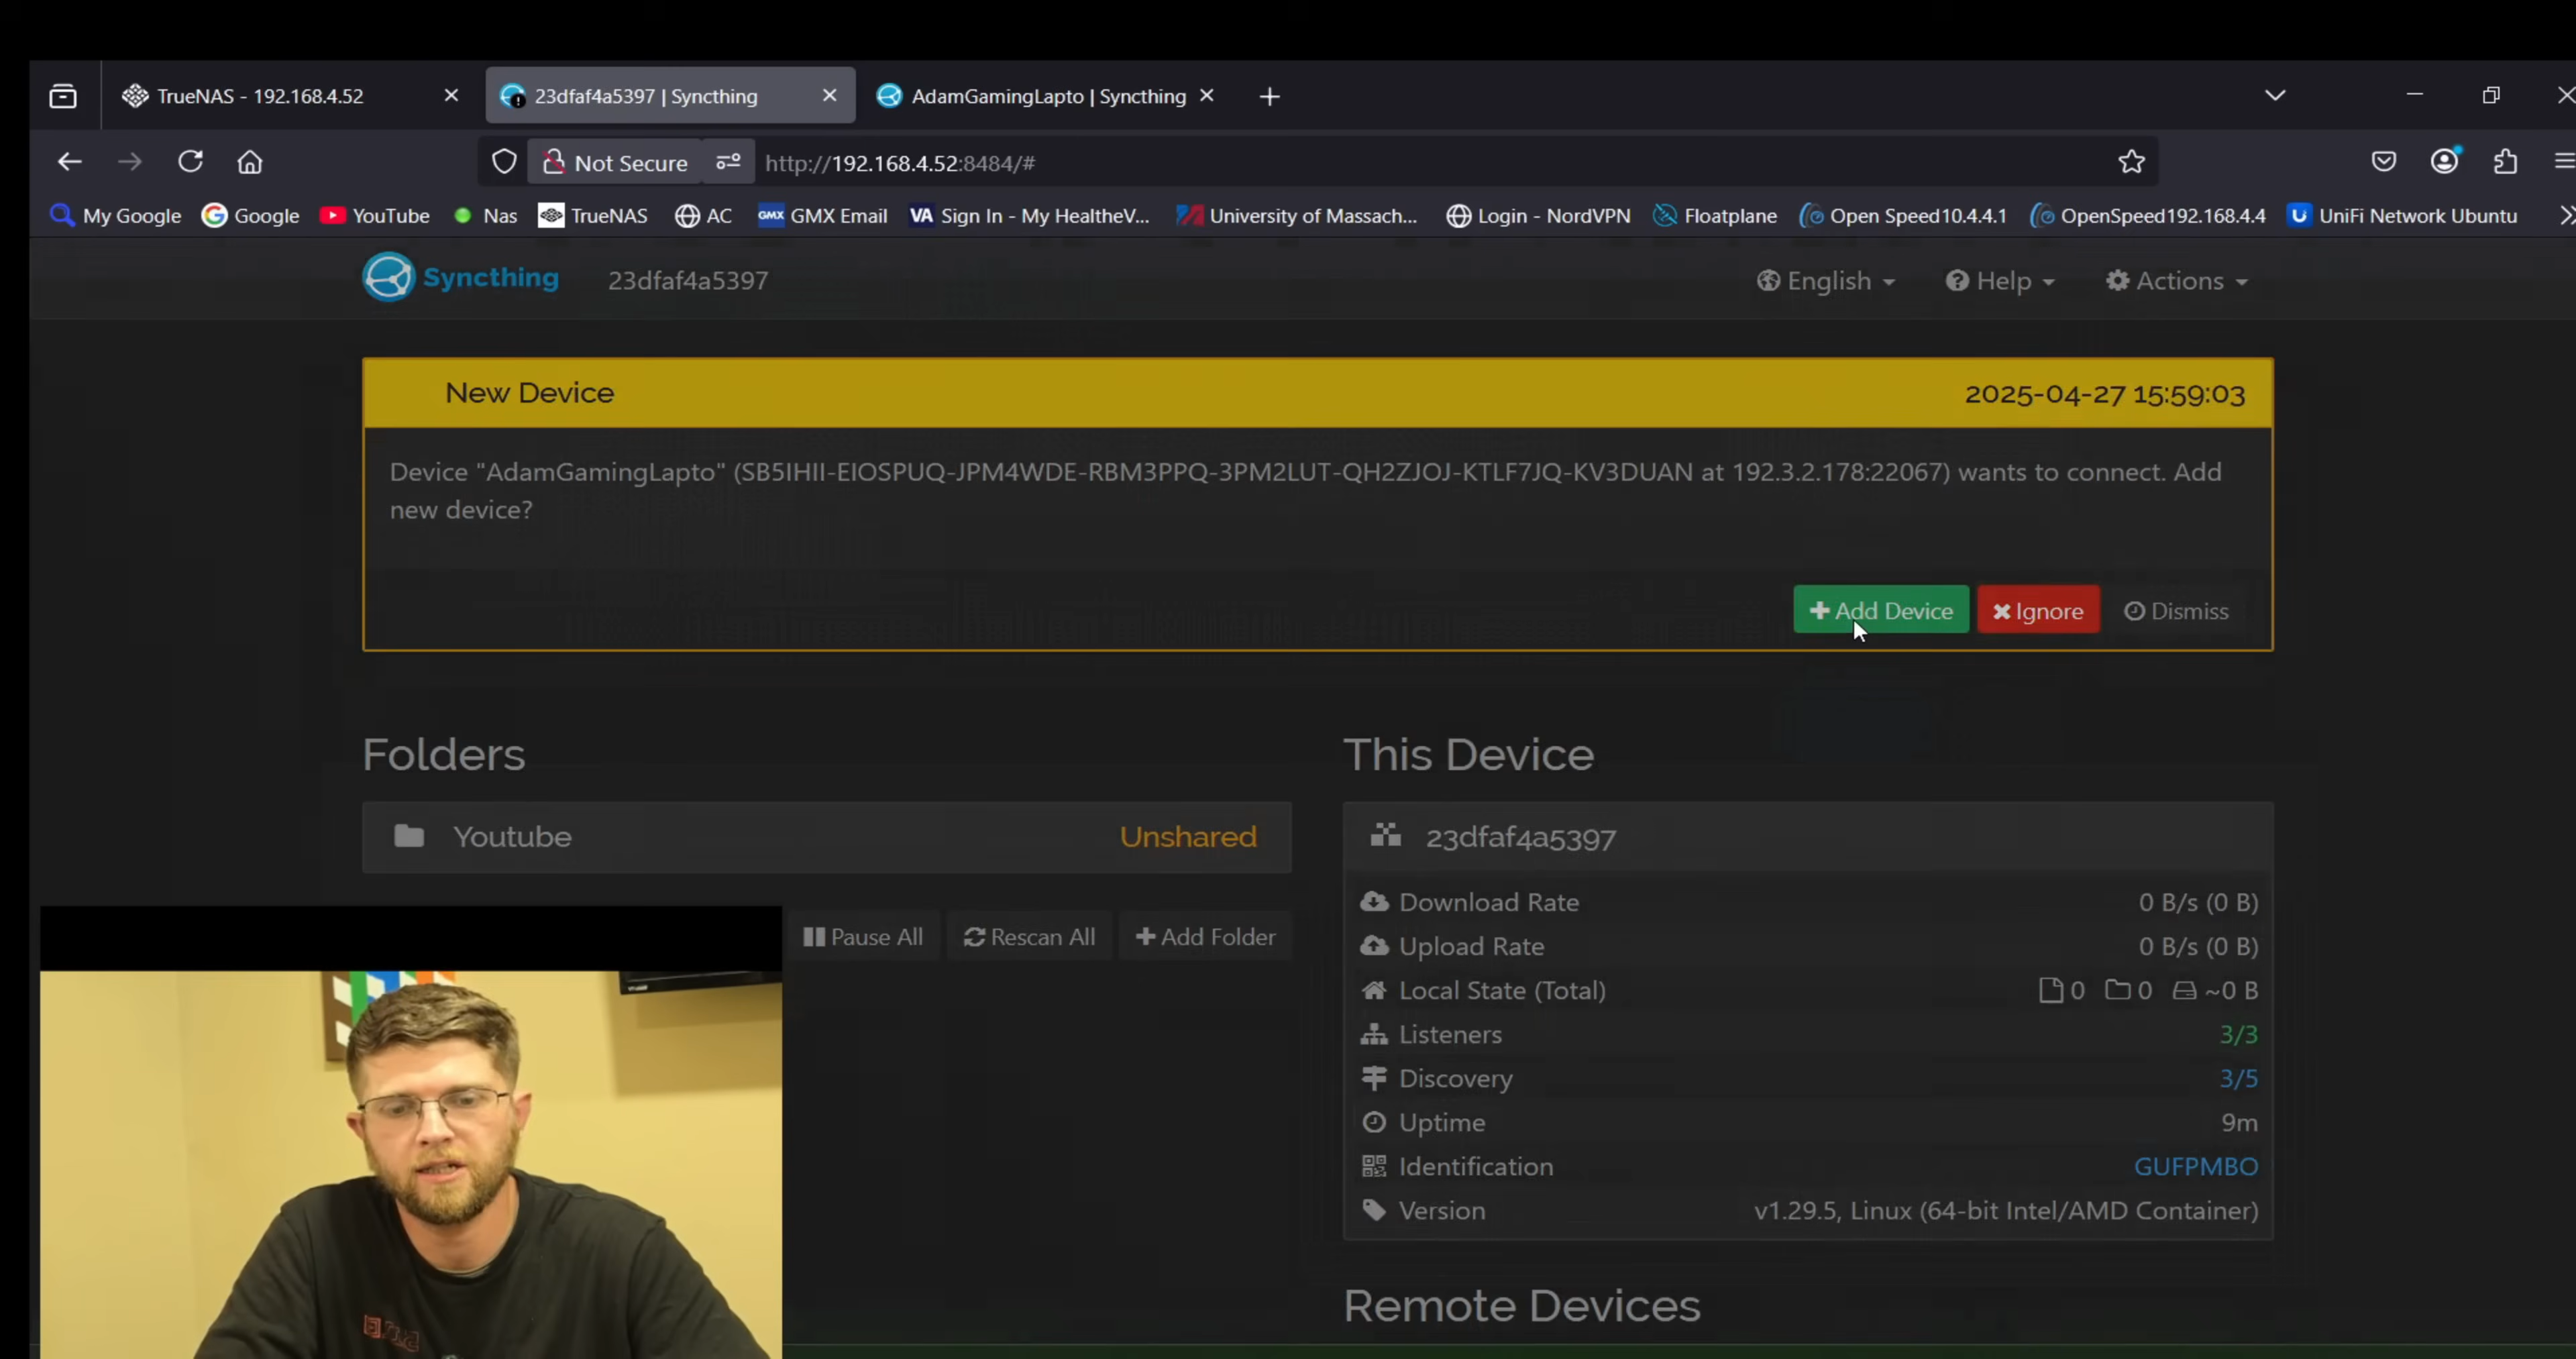 TrueNAS - 192.168.4.52
23dfaf4a5397 | Syncthing
AdamGamingLapto | Syncthing
Not Secure
http://192.168.4.52:8484/#
My Google
Google
YouTube
Nas
TrueNAS
AC
GMX
GMX Email
VA
Sign In - My HealtheV...
University of Massach...
Login - NordVPN
Floatplane
Open Speed10.4.4.1
OpenSpeed192.168.4.4
UniFi Network Ubuntu
Syncthing
23dfaf4a5397
English
Help
Actions
New Device
2025-04-27 15:59:03
Device "AdamGamingLapto" (SB5IHII-EIOSPUQ-JPM4WDE-RBM3PPQ-3PM2LUT-QH2ZJOJ-KTLF7JQ-KV3DUAN at 192.3.2.178:22067) wants to connect. Add
new device?
Add Device
Ignore
Dismiss
Folders
Youtube
Unshared
Pause All
Rescan All
Add Folder
This Device
23dfaf4a5397
Download Rate
0 B/s (0 B)
Upload Rate
0 B/s (0 B)
Local State (Total)
0 0 ~0 B
Listeners
3/3
Discovery
3/5
Uptime
9m
Identification
GUFPMBO
Version
v1.29.5, Linux (64-bit Intel/AMD Container)
Remote Devices